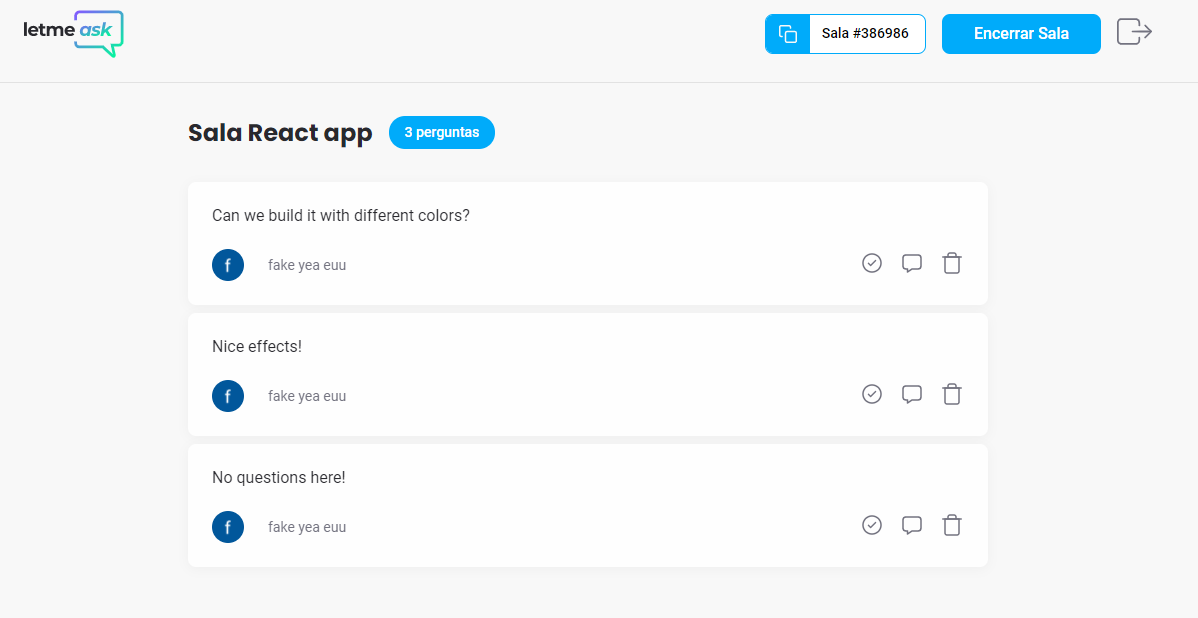 letmeask
Sala #386986
Encerrar Sala
Sala React app
3 perguntas
Can we build it with different colors?
f
fake yea euu
Nice effects!
f
fake yea euu
No questions here!
f
fake yea euu